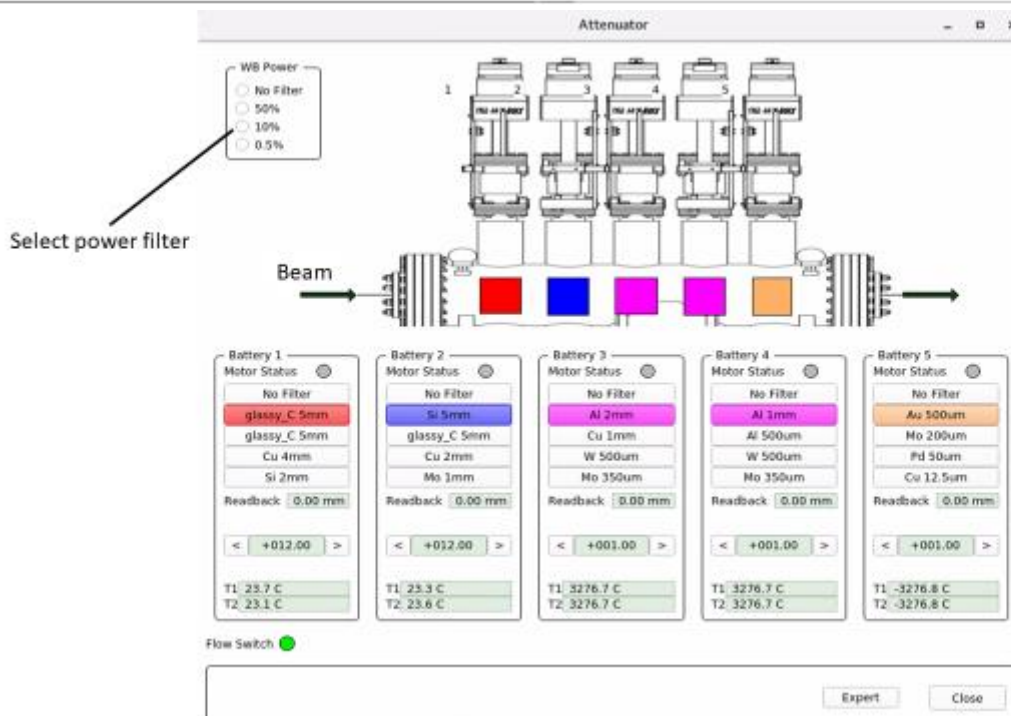 Attenuator
WB Power
No Filter
50%
10%
0.5%
1 2 3 4 5
Select power filter
Beam
Battery 1
Motor Status
No Filter
glassy_C 5mm
glassy_C 5mm
Cu 4mm
Si 2mm
Readback 0.00 mm
< +012.00 >
T1 23.7 C
T2 23.1 C
Battery 2
Motor Status
No Filter
Si 5mm
glassy_C 5mm
Cu 2mm
Mo 1mm
Readback 0.00 mm
< +012.00 >
T1 23.3 C
T2 23.6 C
Battery 3
Motor Status
No Filter
Al 2mm
Cu 1mm
W 500um
Mo 350um
Readback 0.00 mm
< +001.00 >
T1 3276.7 C
T2 3276.7 C
Battery 4
Motor Status
No Filter
Al 1mm
Al 500um
W 500um
Mo 350um
Readback 0.00 mm
< +001.00 >
T1 3276.7 C
T2 3276.7 C
Battery 5
Motor Status
No Filter
Au 500um
Mo 200um
Pd 50um
Cu 12.5um
Readback 0.00 mm
< +001.00 >
T1 -3276.8 C
T2 -3276.8 C
Flow Switch
Expert
Close